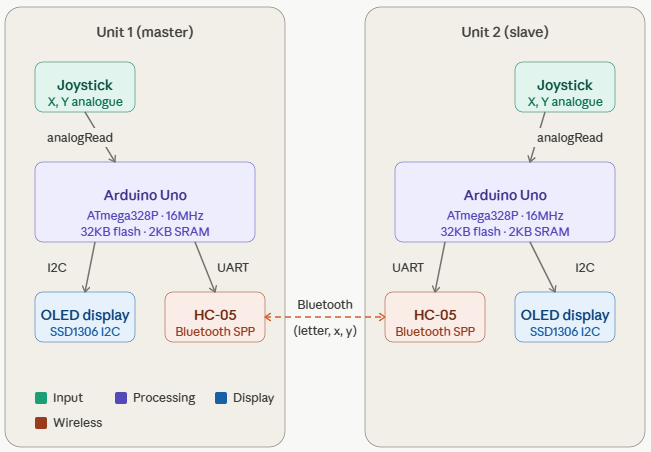 Unit 1 (master)
Joystick
X, Y analogue
analogRead
Arduino Uno
ATmega328P · 16MHz
32KB flash · 2KB SRAM
I2C
UART
OLED display
SSD1306 I2C
HC-05
Bluetooth SPP
Input
Processing
Display
Wireless
Bluetooth
(letter, x, y)
Unit 2 (slave)
Joystick
X, Y analogue
analogRead
Arduino Uno
ATmega328P · 16MHz
32KB flash · 2KB SRAM
UART
I2C
HC-05
Bluetooth SPP
OLED display
SSD1306 I2C